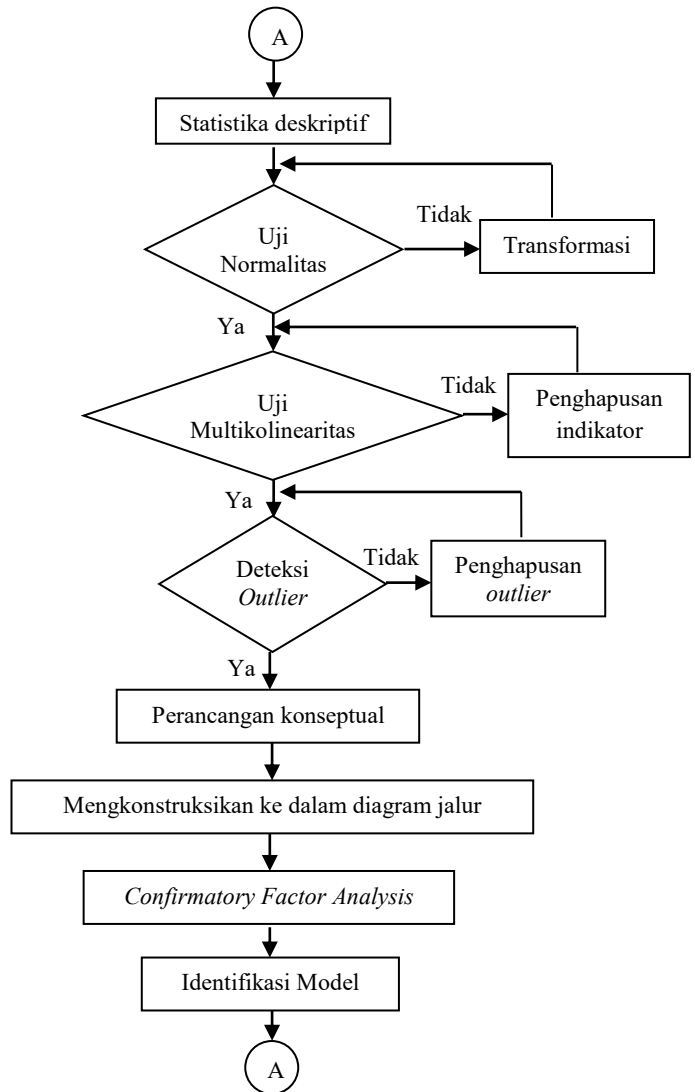 A
Statistika deskriptif
Uji
Normalitas
Tidak
Transformasi
Ya
Uji
Multikolinearitas
Tidak
Penghapusan
indikator
Ya
Deteksi
Outlier
Tidak
Penghapusan
outlier
Ya
Perancangan konseptual
Mengkonstruksikan ke dalam diagram jalur
Confirmatory Factor Analysis
Identifikasi Model
A